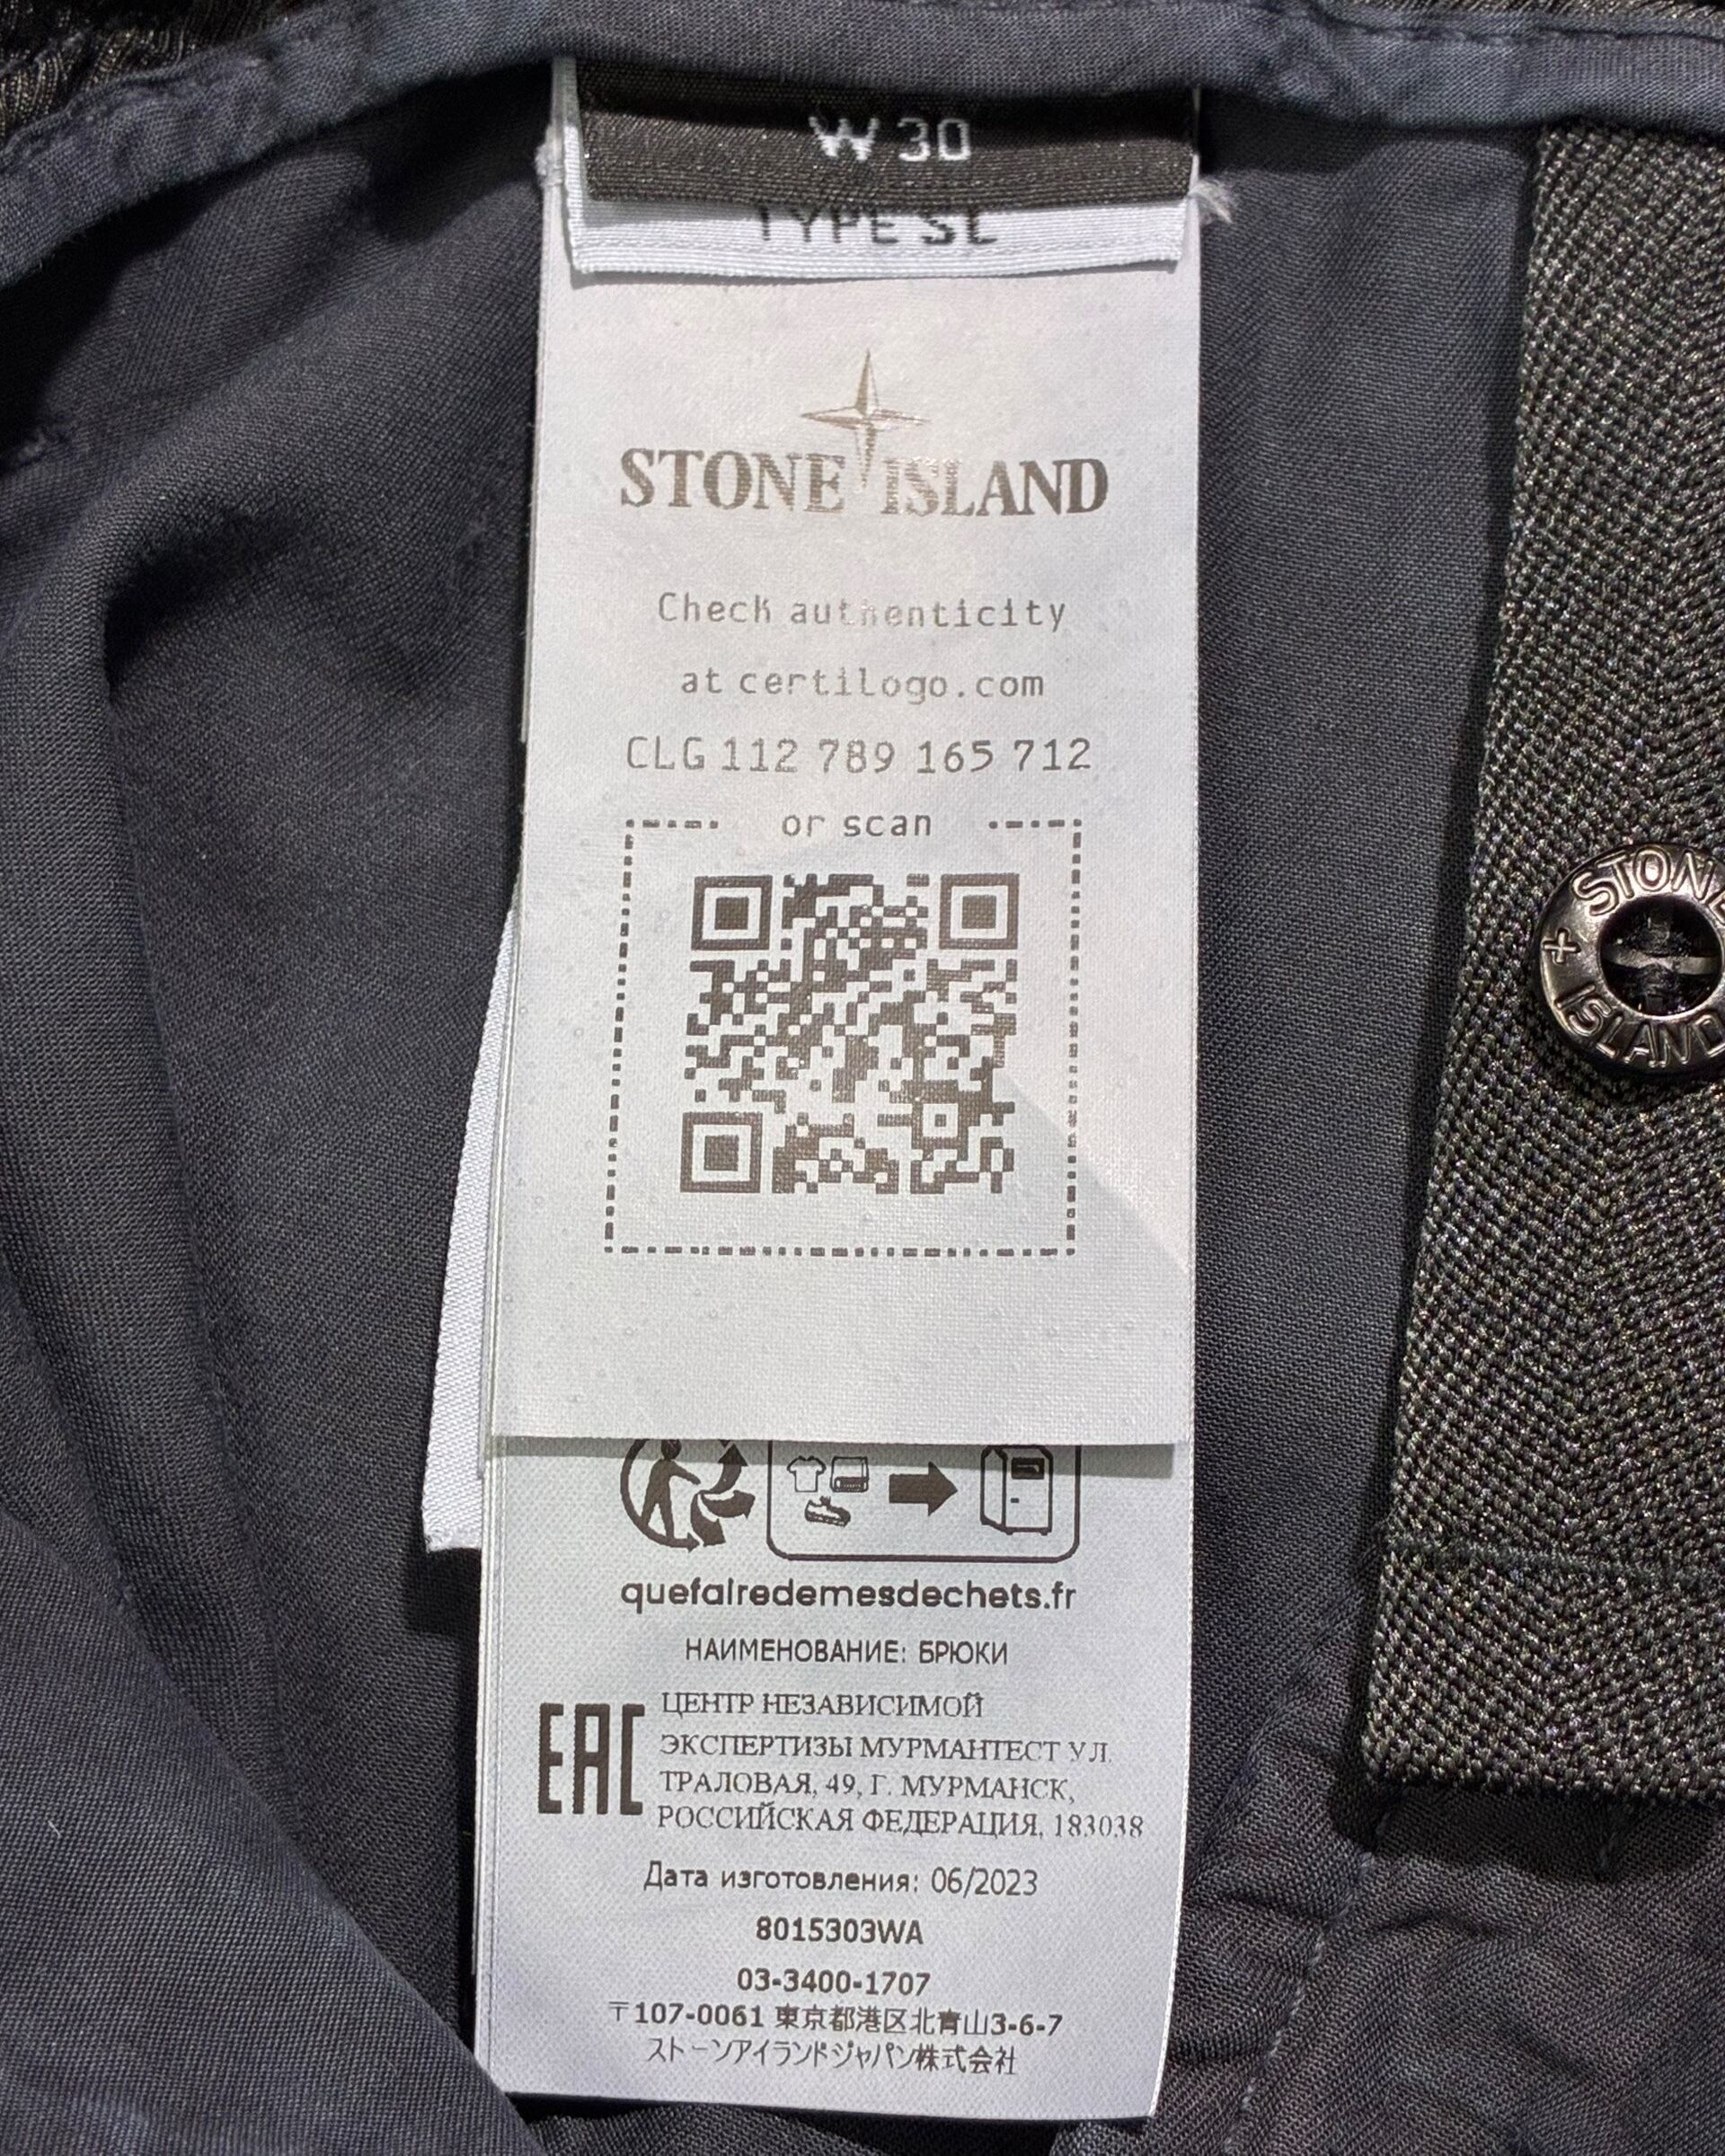 W 30
TYPE SL
STONE ISLAND
Check authenticity
at certilogo.com
CLG 112 789 165 712
or scan
STONE
ISLAND
quefairedemesdechets.fr
НАИМЕНОВАНИЕ: БРЮКИ
EAC
ЦЕНТР НЕЗАВИСИМОЙ
ЭКСПЕРТИЗЫ МУРМАНТЕСТ УЛ.
ТРАЛОВАЯ, 49, Г. МУРМАНСК,
РОССИЙСКАЯ ФЕДЕРАЦИЯ, 183038
Дата изготовления: 06/2023
8015303WA
03-3400-1707
〒107-0061 東京都港区北青山3-6-7
ストーンアイランドジャパン株式会社